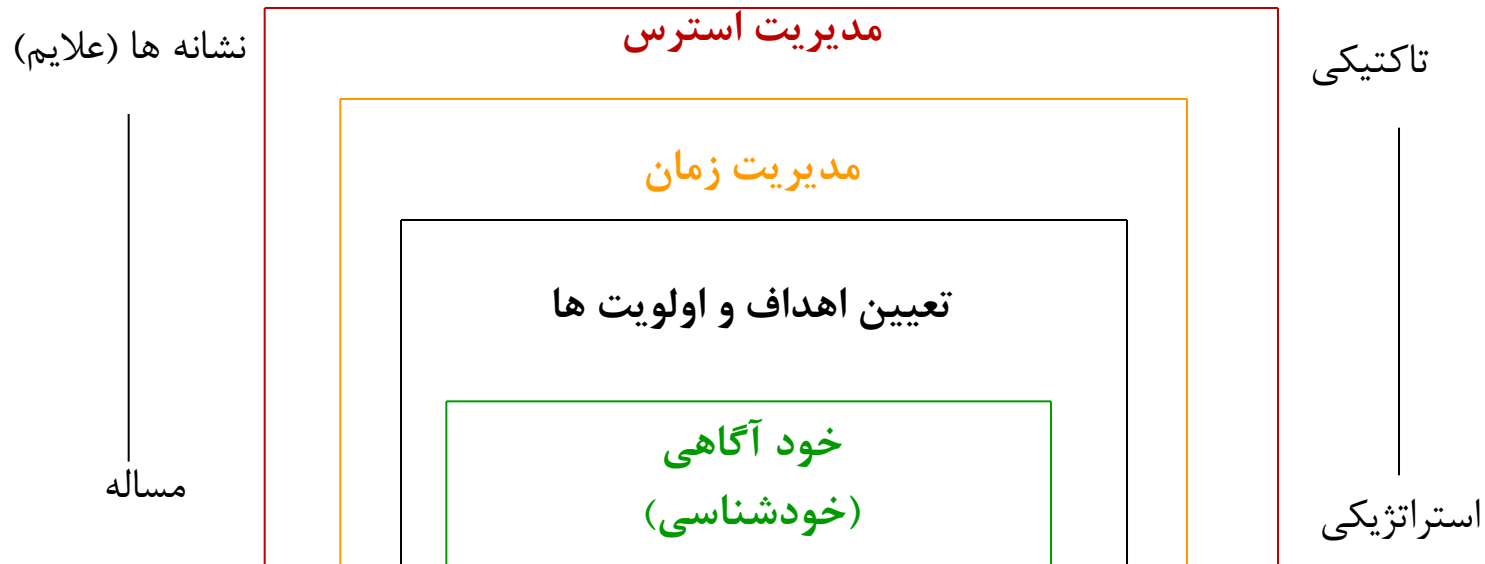 مدیریت استرس
تاکتیکی
نشانه ها (علایم)
مدیریت زمان
تعیین اهداف و اولویت ها
خود آگاهی
(خودشناسی)
استراتژیکی
مساله